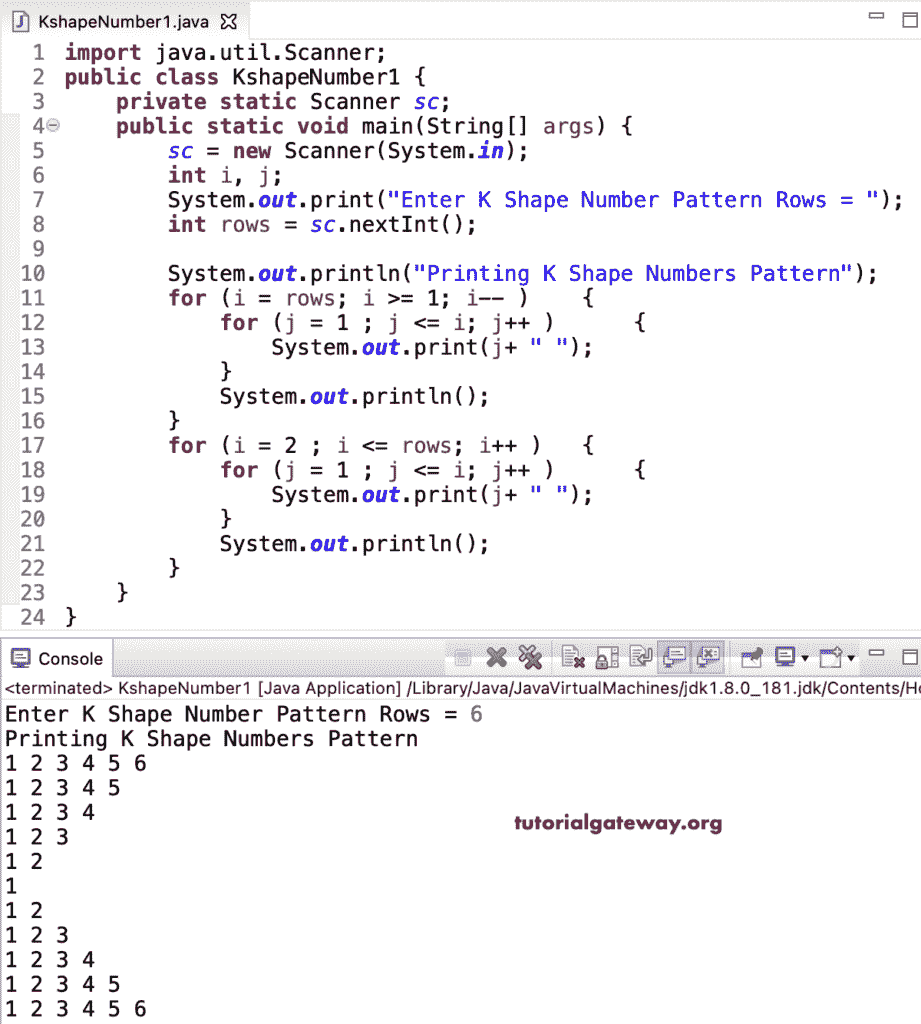 KshapeNumber1.java
1 import java.util.Scanner;
2 public class KshapeNumber1 {
3     private static Scanner sc;
4     public static void main(String[] args) {
5         sc = new Scanner(System.in);
6         int i, j;
7         System.out.print("Enter K Shape Number Pattern Rows = ");
8         int rows = sc.nextInt();
9
10         System.out.println("Printing K Shape Numbers Pattern");
11         for (i = rows; i >= 1; i-- )    {
12             for (j = 1 ; j <= i; j++ )      {
13                 System.out.print(j+ " ");
14             }
15             System.out.println();
16         }
17         for (i = 2 ; i <= rows; i++ )   {
18             for (j = 1 ; j <= i; j++ )      {
19                 System.out.print(j+ " ");
20             }
21             System.out.println();
22         }
23     }
24 }
Console
<terminated> KshapeNumber1 [Java Application] /Library/Java/JavaVirtualMachines/jdk1.8.0_181.jdk/Contents/Ho
Enter K Shape Number Pattern Rows = 6
Printing K Shape Numbers Pattern
1 2 3 4 5 6
1 2 3 4 5
1 2 3 4
tutorialgateway.org
1 2 3
1 2
1
1 2
1 2 3
1 2 3 4
1 2 3 4 5
1 2 3 4 5 6